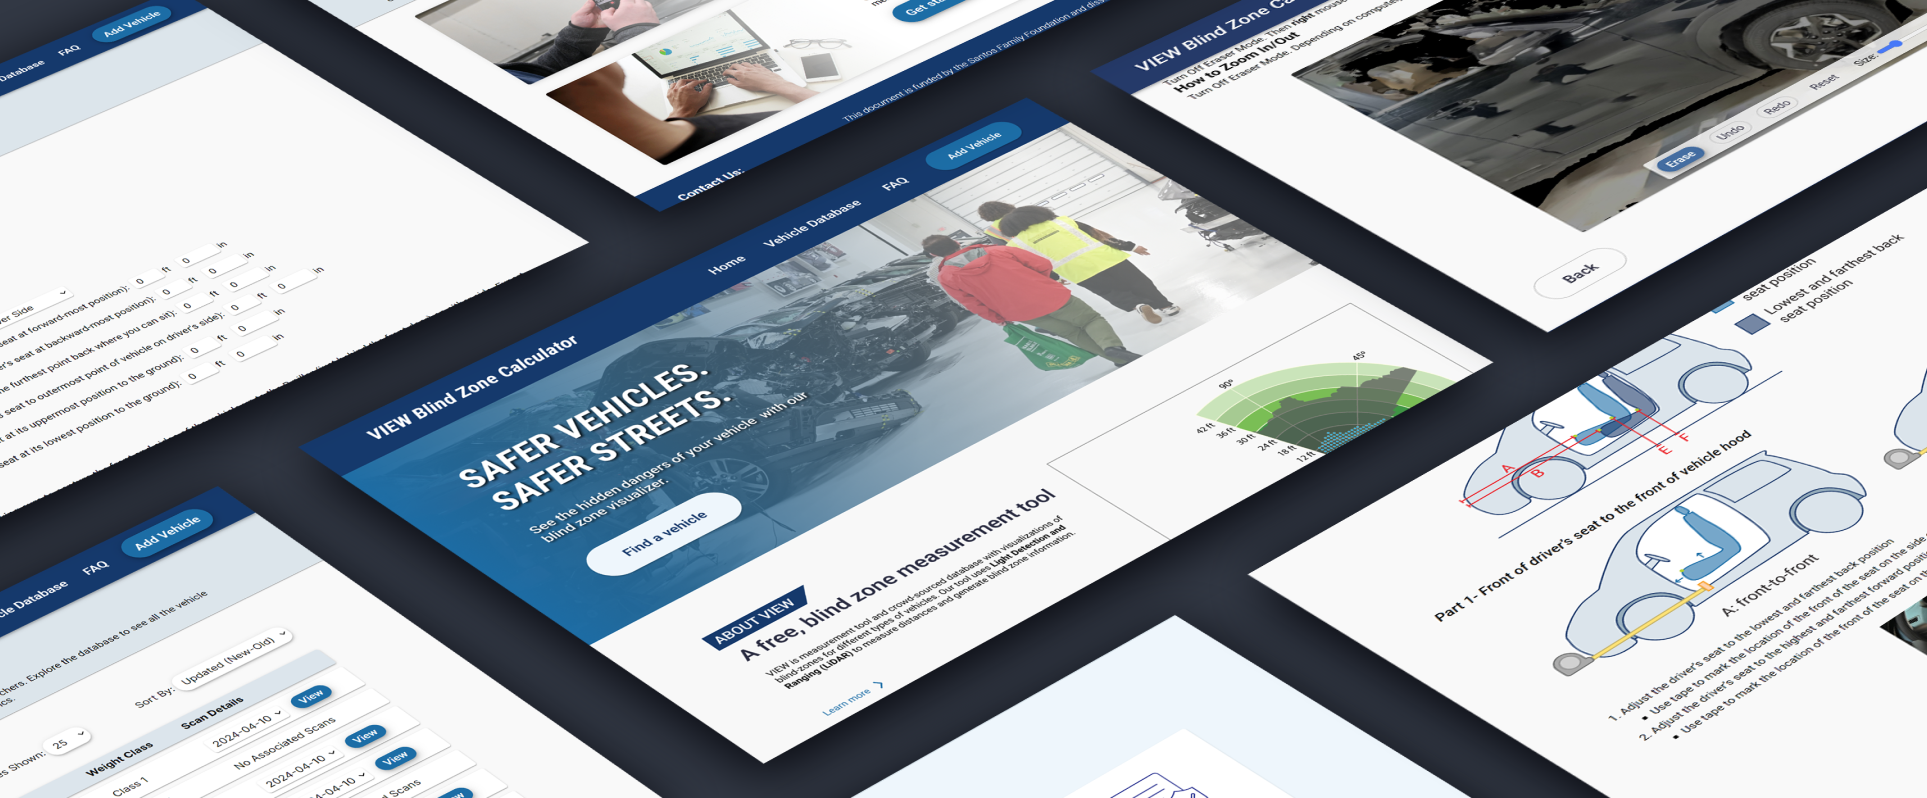 Database
FAQ
Add Vehicle
ver Side
seat at forward-most position): 0 ft 0 in
er's seat at backward-most position): 0 ft 0 in
he furthest point back where you can sit): 0 ft 0 in
seat to outermost point of vehicle on driver's side): 0 ft 0 in
at at its uppermost position to the ground): 0 ft 0 in
seat at its lowest position to the ground): 0 ft 0 in
Get sta
This document is funded by the Santos Family Foundation and diss
Contact Us:
VIEW Blind Zone Ca
Turn Off Eraser Mode. Then right mouse
How to Zoom In/Out
Turn Off Eraser Mode. Depending on computer,
Erase
Undo
Redo
Reset
Size:
Back
VIEW Blind Zone Calculator
Home
Vehicle Database
FAQ
Add Vehicle
SAFER VEHICLES.
SAFER STREETS.
See the hidden dangers of your vehicle with our
blind zone visualizer.
Find a vehicle
ABOUT VIEW
A free, blind zone measurement tool
VIEW is measurement tool and crowd-sourced database with visualizations of
blind-zones for different types of vehicles. Our tool uses Light Detection and
Ranging (LiDAR) to measure distances and generate blind zone information.
Learn more
90°
45°
42 ft
36 ft
30 ft
24 ft
18 ft
12 ft
cle Database
FAQ
Add Vehicle
chers. Explore the database to see all the vehicle
ics.
Sort By: Updated (New-Old)
es Shown: 25
Weight Class
Scan Details
Class 1
2024-04-10
View
No Associated Scans
2024-04-10
View
4-04-10
View
d Scans
View
seat position
Lowest and farthest back
seat position
A
B
E
F
Part 1- Front of driver's seat to the front of vehicle hood
A: front-to-front
1. Adjust the driver's seat to the lowest and farthest back position
Use tape to mark the location of the front of the seat on the side
2. Adjust the driver's seat to the highest and farthest forward positi
Use tape to mark the location of the front of the seat on the